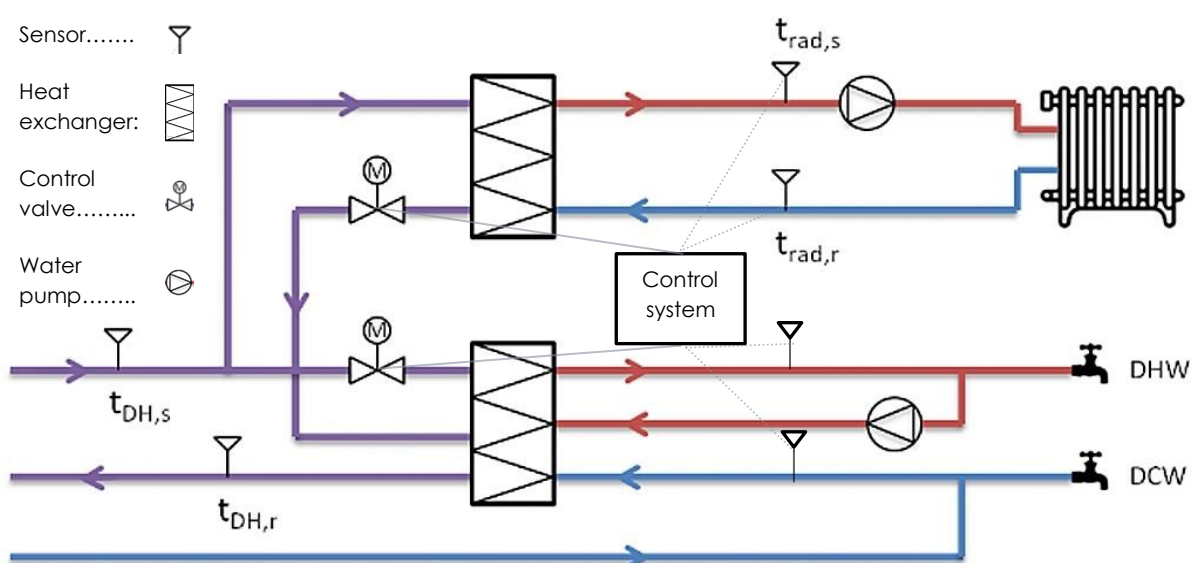 Sensor.......
Heat
exchanger:
Control
valve.........
M
Water
pump........
t_rad,s
M
t_rad,r
Control
system
M
t_DH,s
DHW
t_DH,r
DCW